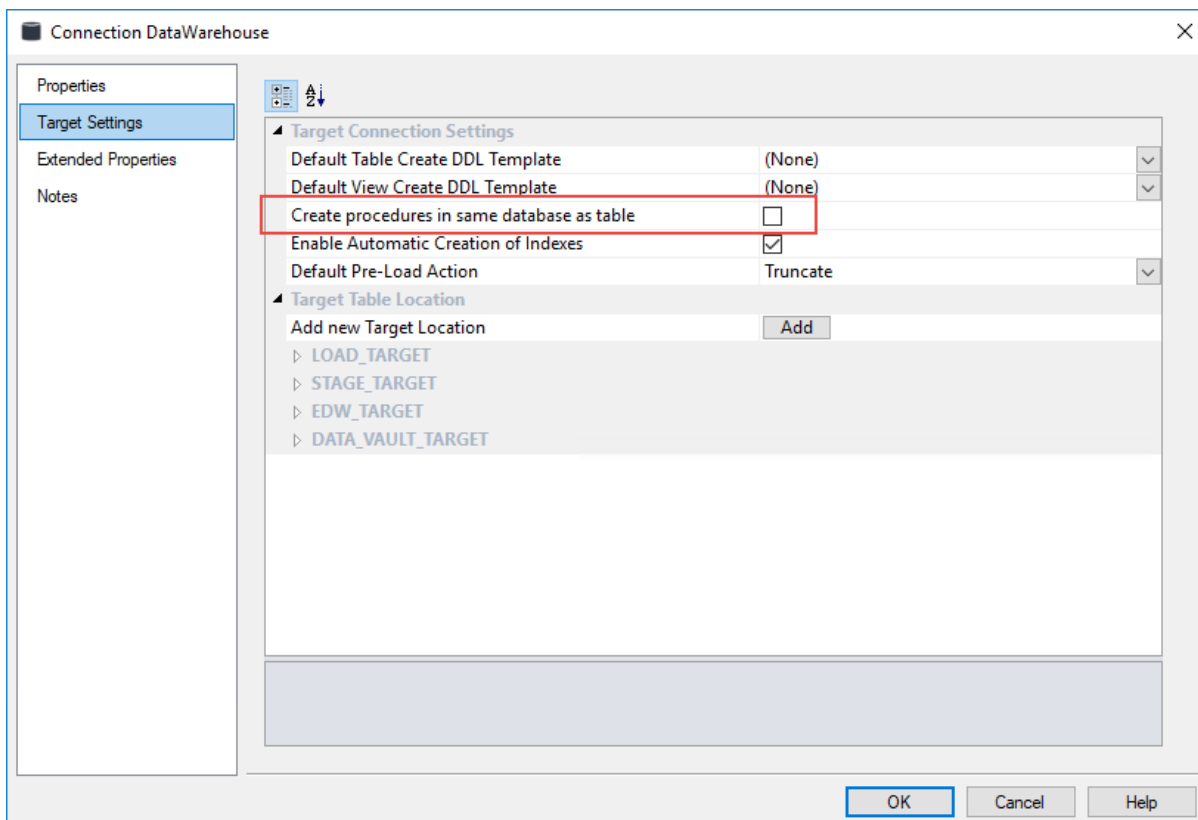 Connection DataWarehouse
Properties
Target Settings
Extended Properties
Notes
Target Connection Settings
Default Table Create DDL Template (None)
Default View Create DDL Template (None)
Create procedures in same database as table
Enable Automatic Creation of Indexes
Default Pre-Load Action Truncate
Target Table Location
Add new Target Location Add
LOAD_TARGET
STAGE_TARGET
EDW_TARGET
DATA_VAULT_TARGET
OK Cancel Help